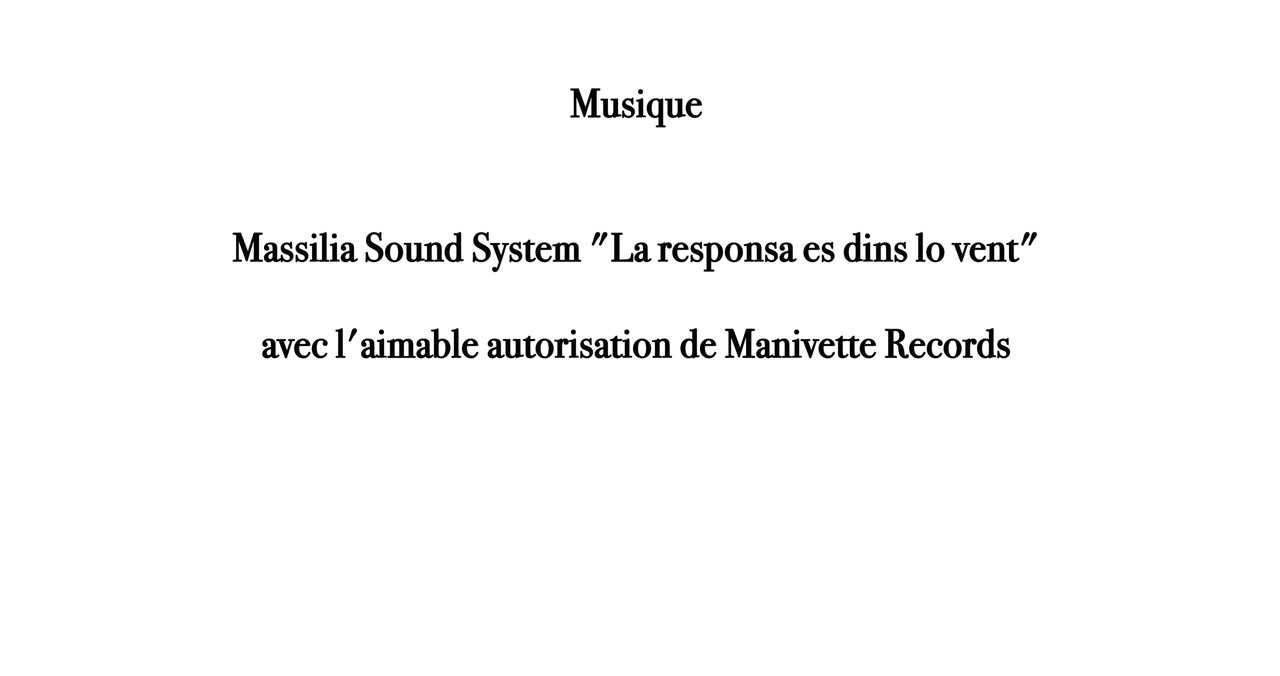 Musique
Massilia Sound System "La responsa es dins lo vent"
avec l'aimable autorisation de Manivette Records